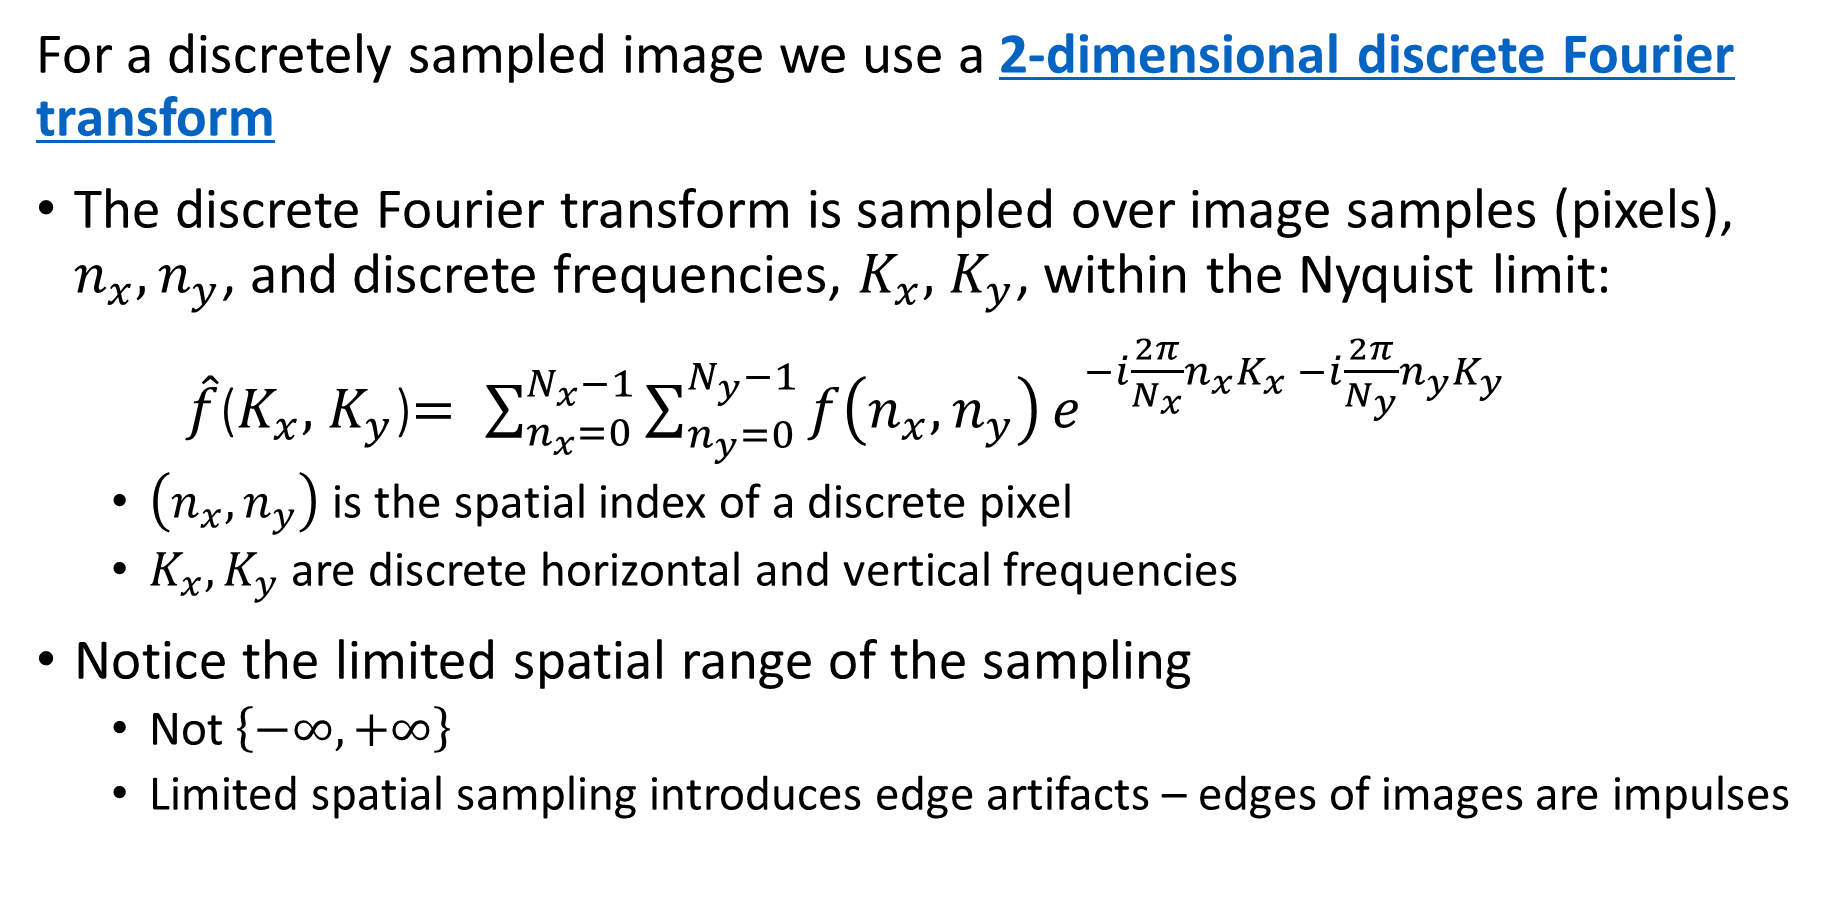 For a discretely sampled image we use a 2-dimensional discrete Fourier
transform
• The discrete Fourier transform is sampled over image samples (pixels),
n_x, n_y, and discrete frequencies, K_x, K_y, within the Nyquist limit:
f̂(K_x, K_y)= ∑_{n_x=0}^{N_x−1} ∑_{n_y=0}^{N_y−1} f(n_x, n_y) e^{−i\frac{2π}{N_x}n_xK_x −i\frac{2π}{N_y}n_yK_y}
• (n_x, n_y) is the spatial index of a discrete pixel
• K_x, K_y are discrete horizontal and vertical frequencies
• Notice the limited spatial range of the sampling
• Not {−∞, +∞}
• Limited spatial sampling introduces edge artifacts – edges of images are impulses